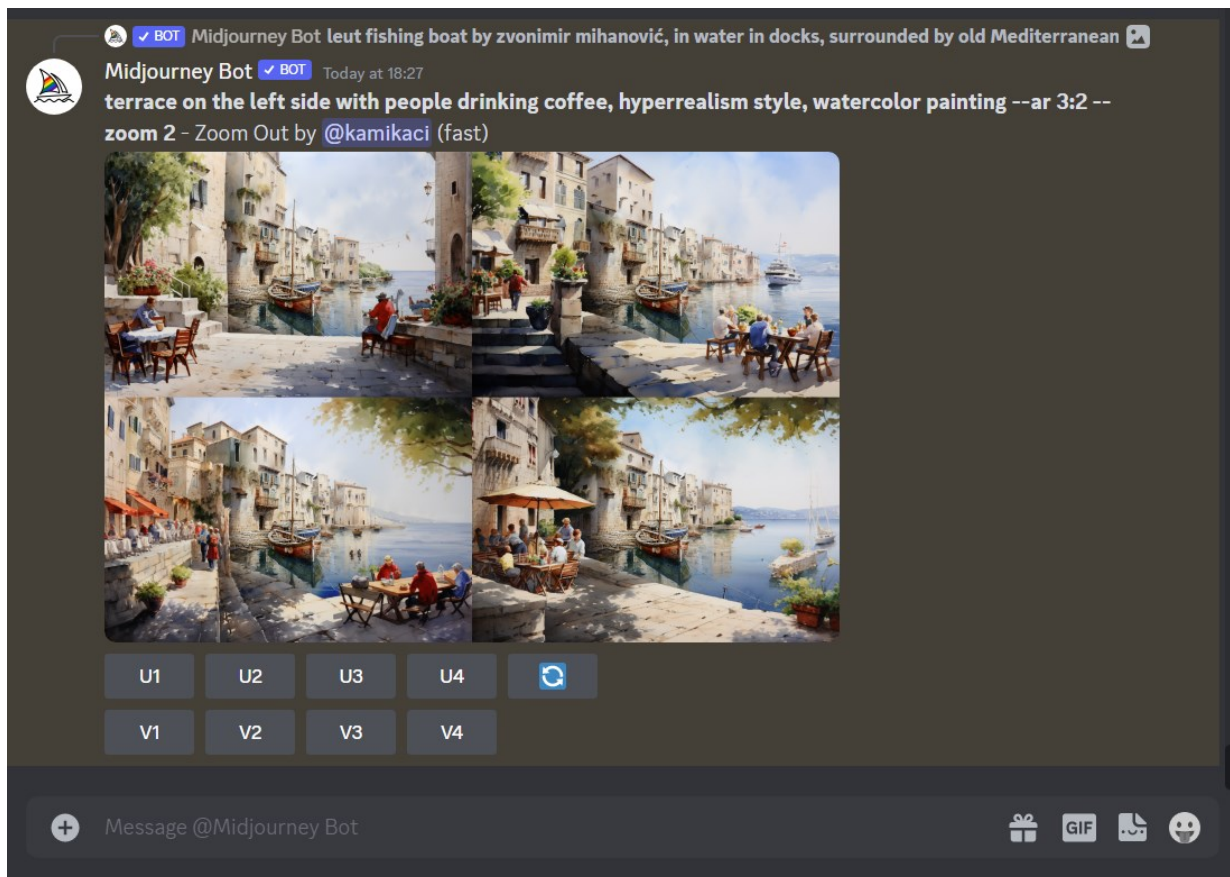 BOT Midjourney Bot leut fishing boat by zvonimir mihanović, in water in docks, surrounded by old Mediterranean
Midjourney Bot BOT Today at 18:27
terrace on the left side with people drinking coffee, hyperrealism style, watercolor painting --ar 3:2 --
zoom 2 - Zoom Out by @kamikaci (fast)
U1 U2 U3 U4
V1 V2 V3 V4
Message @Midjourney Bot GIF